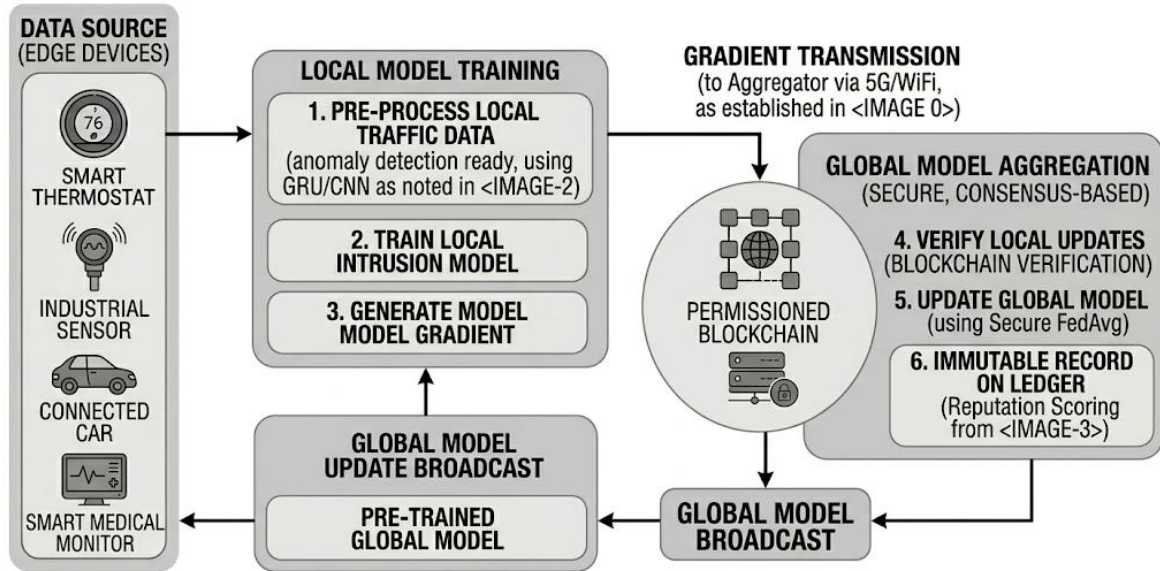 DATA SOURCE
(EDGE DEVICES)
76
SMART
THERMOSTAT
INDUSTRIAL
SENSOR
CONNECTED
CAR
SMART MEDICAL
MONITOR
LOCAL MODEL TRAINING
1. PRE-PROCESS LOCAL
TRAFFIC DATA
(anomaly detection ready, using
GRU/CNN as noted in <IMAGE-2)
2. TRAIN LOCAL
INTRUSION MODEL
3. GENERATE MODEL
MODEL GRADIENT
GRADIENT TRANSMISSION
(to Aggregator via 5G/WiFi,
as established in <IMAGE 0>)
PERMISSIONED
BLOCKCHAIN
GLOBAL MODEL AGGREGATION
(SECURE, CONSENSUS-BASED)
4. VERIFY LOCAL UPDATES
(BLOCKCHAIN VERIFICATION)
5. UPDATE GLOBAL MODEL
(using Secure FedAvg)
6. IMMUTABLE RECORD
ON LEDGER
(Reputation Scoring
from <IMAGE-3>)
GLOBAL MODEL
BROADCAST
GLOBAL MODEL
UPDATE BROADCAST
PRE-TRAINED
GLOBAL MODEL